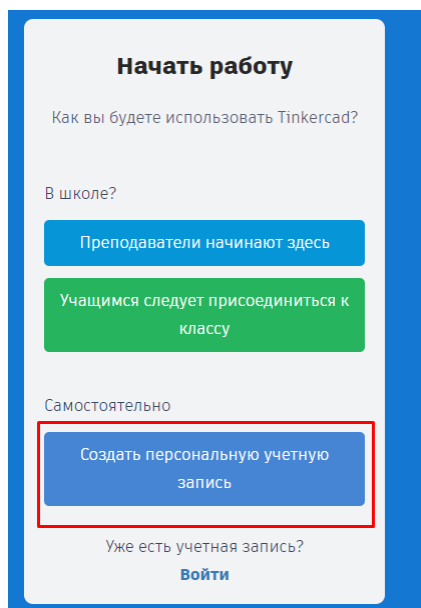 Начать работу
Как вы будете использовать Tinkercad?
В школе?
Преподаватели начинают здесь
Учащимся следует присоединиться к
классу
Самостоятельно
Создать персональную учетную
запись
Уже есть учетная запись?
Войти